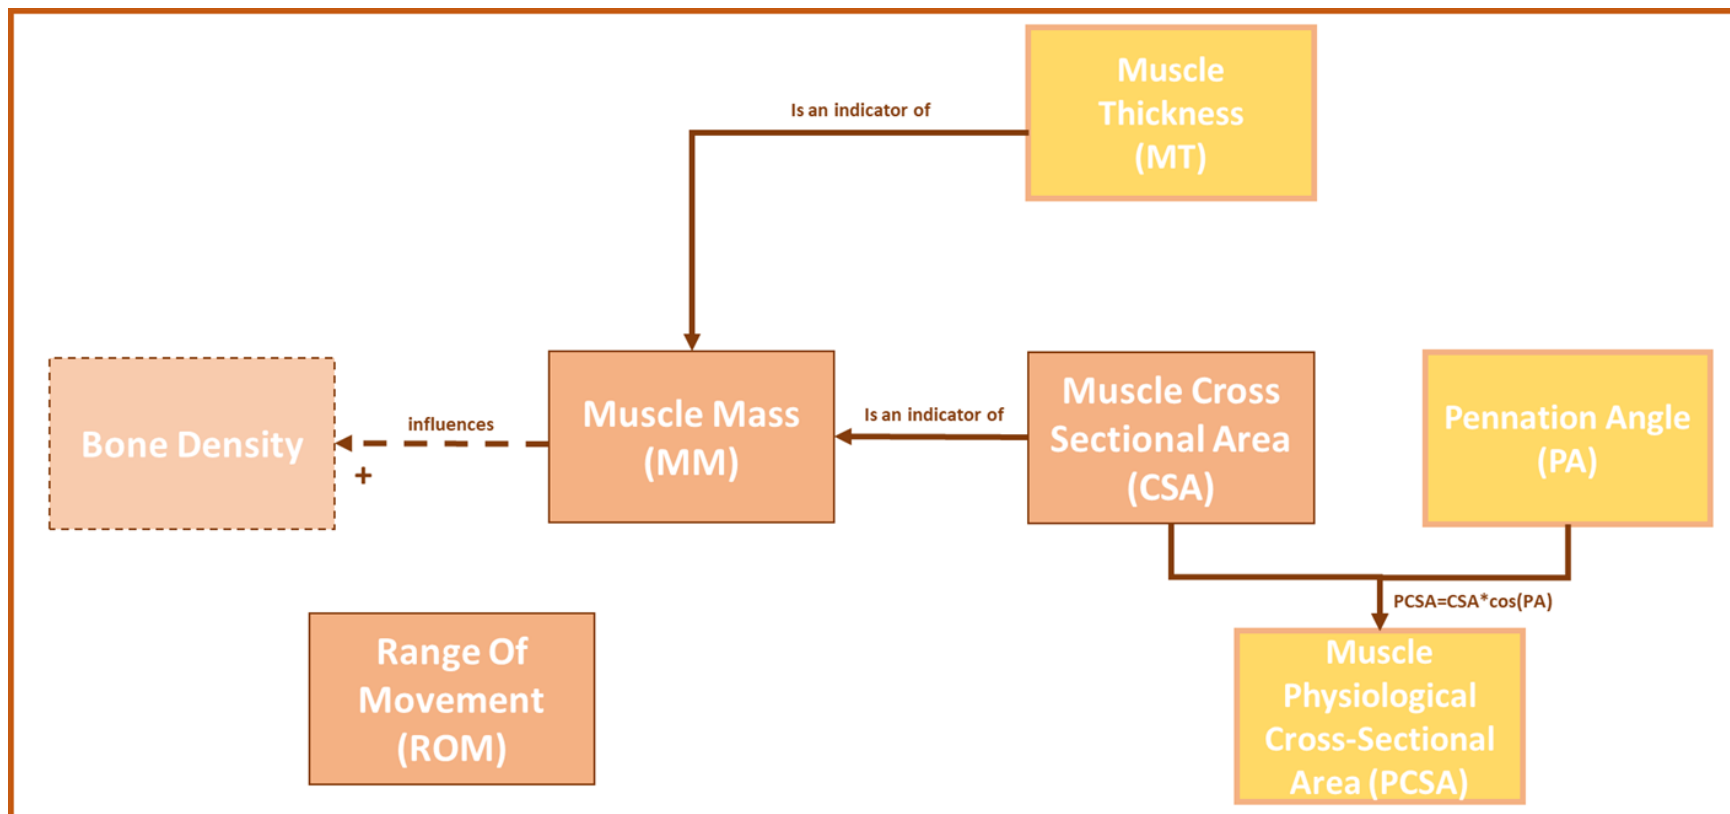 Muscle
Thickness
(MT)
Is an indicator of
Bone Density
influences
+
Muscle Mass
(MM)
Is an indicator of
Muscle Cross
Sectional Area
(CSA)
Pennation Angle
(PA)
PCSA=CSA*cos(PA)
Range Of
Movement
(ROM)
Muscle
Physiological
Cross-Sectional
Area (PCSA)